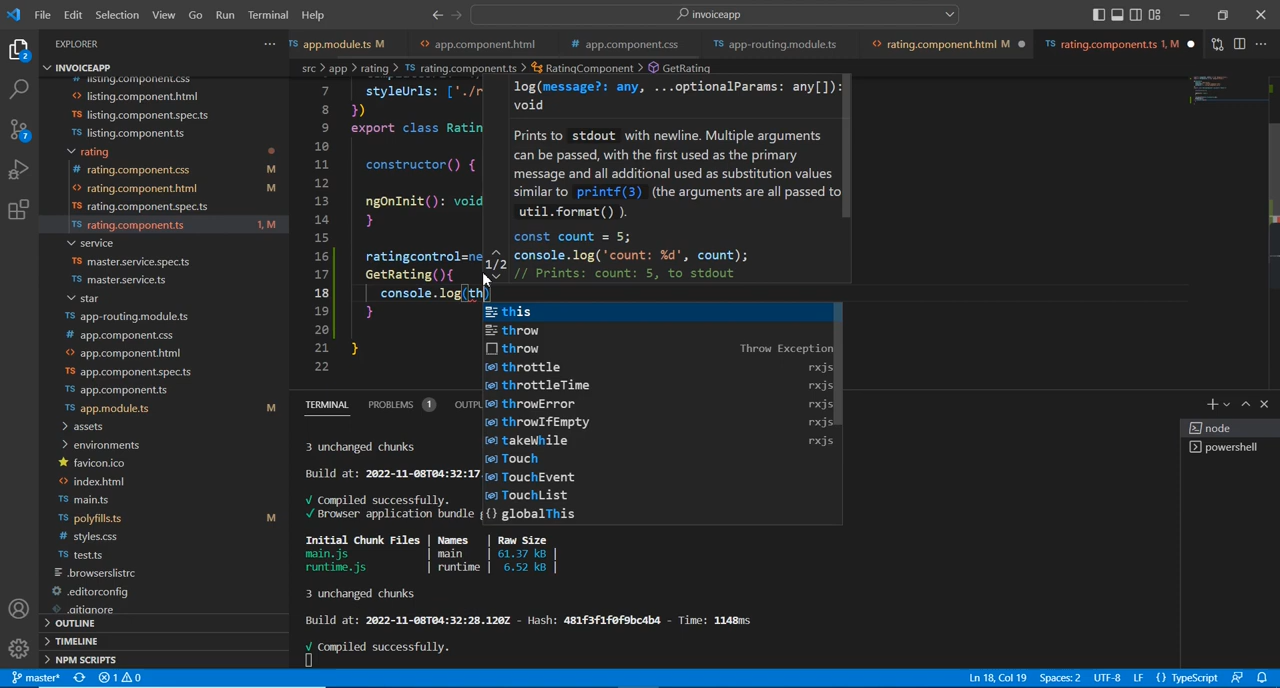 File Edit Selection View Go Run Terminal Help
invoiceapp
EXPLORER
INVOICEAPP
listing.component.css
listing.component.html
listing.component.spec.ts
listing.component.ts
rating
rating.component.css M
rating.component.html M
rating.component.spec.ts
rating.component.ts 1, M
service
master.service.spec.ts
master.service.ts
star
app-routing.module.ts
app.component.css
app.component.html
app.component.spec.ts
app.component.ts
app.module.ts M
assets
environments
favicon.ico
index.html
main.ts
polyfills.ts M
styles.css
test.ts
.browserslistrc
.editorconfig
.gitignore
OUTLINE
TIMELINE
NPM SCRIPTS
2
7
app.module.ts M app.component.html app.component.css app-routing.module.ts rating.component.html M rating.component.ts 1, M
src > app > rating > TS rating.component.ts > RatingComponent > GetRating
7 styleUrls: ['./r
8 })
9 export class Ratin
10
11 constructor() {
12
13 ngOnInit(): void
14 }
15
16 ratingcontrol=ne
17 GetRating(){
18 console.log(th)
19 }
20
21 }
22
log(message?: any, ...optionalParams: any[]):
void
Prints to stdout with newline. Multiple arguments
can be passed, with the first used as the primary
message and all additional used as substitution values
similar to printf(3) (the arguments are all passed to
util.format() ).
const count = 5;
console.log('count: %d', count);
// Prints: count: 5, to stdout
1/2
this
throw
throw Throw Exception
throttle rxjs
throttleTime rxjs
throwError rxjs
throwIfEmpty rxjs
takeWhile rxjs
Touch
TouchEvent
TouchList
globalThis
TERMINAL PROBLEMS 1 OUTPU
node
powershell
3 unchanged chunks
Build at: 2022-11-08T04:32:17
√ Compiled successfully.
√ Browser application bundle g
Initial Chunk Files | Names | Raw Size
main.js | main | 61.37 kB |
runtime.js | runtime | 6.52 kB |
3 unchanged chunks
Build at: 2022-11-08T04:32:28.120Z - Hash: 481f3f1f0f9bc4b4 - Time: 1148ms
√ Compiled successfully.
master* 1 0 Ln 18, Col 19 Spaces: 2 UTF-8 LF {} TypeScript